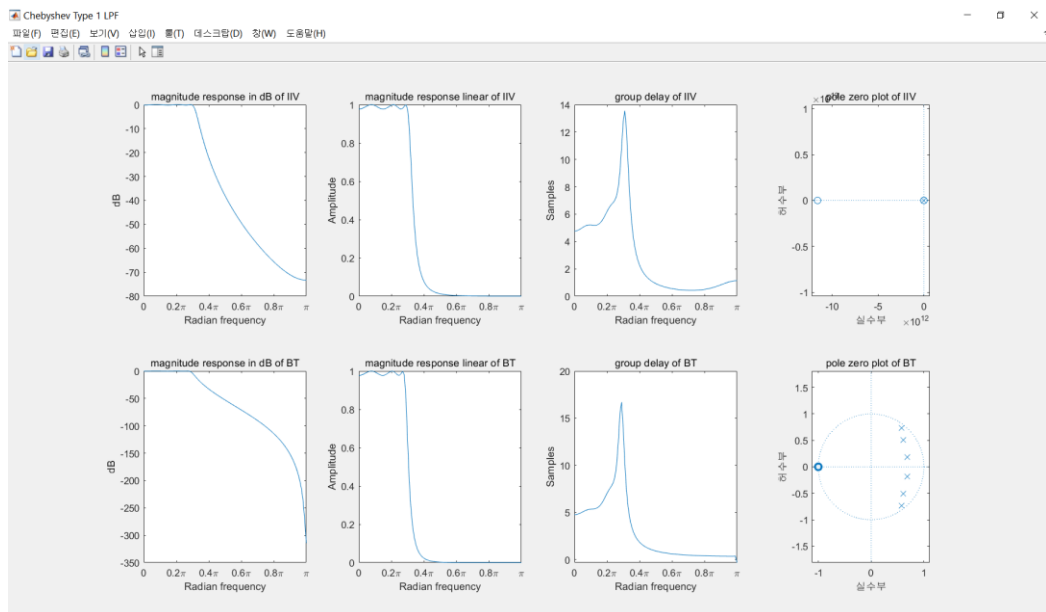 Chebyshev Type 1 LPF
파일(F) 편집(E) 보기(V) 삽입(I) 툴(T) 데스크탑(D) 창(W) 도움말(H)
magnitude response in dB of IIV
0
-10
-20
-30
-40
-50
-60
-70
-80
dB
0 0.2π 0.4π 0.6π 0.8π π
Radian frequency
magnitude response linear of IIV
1
0.8
0.6
0.4
0.2
0
Amplitude
0 0.2π 0.4π 0.6π 0.8π π
Radian frequency
group delay of IIV
14
12
10
8
6
4
2
0
Samples
0 0.2π 0.4π 0.6π 0.8π π
Radian frequency
pole zero plot of IIV
1
0.5
0
-0.5
-1
허수부
-10 -5 0
실수부 ×10¹²
magnitude response in dB of BT
0
-50
-100
-150
-200
-250
-300
-350
dB
0 0.2π 0.4π 0.6π 0.8π π
Radian frequency
magnitude response linear of BT
1
0.8
0.6
0.4
0.2
0
Amplitude
0 0.2π 0.4π 0.6π 0.8π π
Radian frequency
group delay of BT
20
15
10
5
0
Samples
0 0.2π 0.4π 0.6π 0.8π π
Radian frequency
pole zero plot of BT
1.5
1
0.5
0
-0.5
-1
-1.5
허수부
-1 0 1
실수부